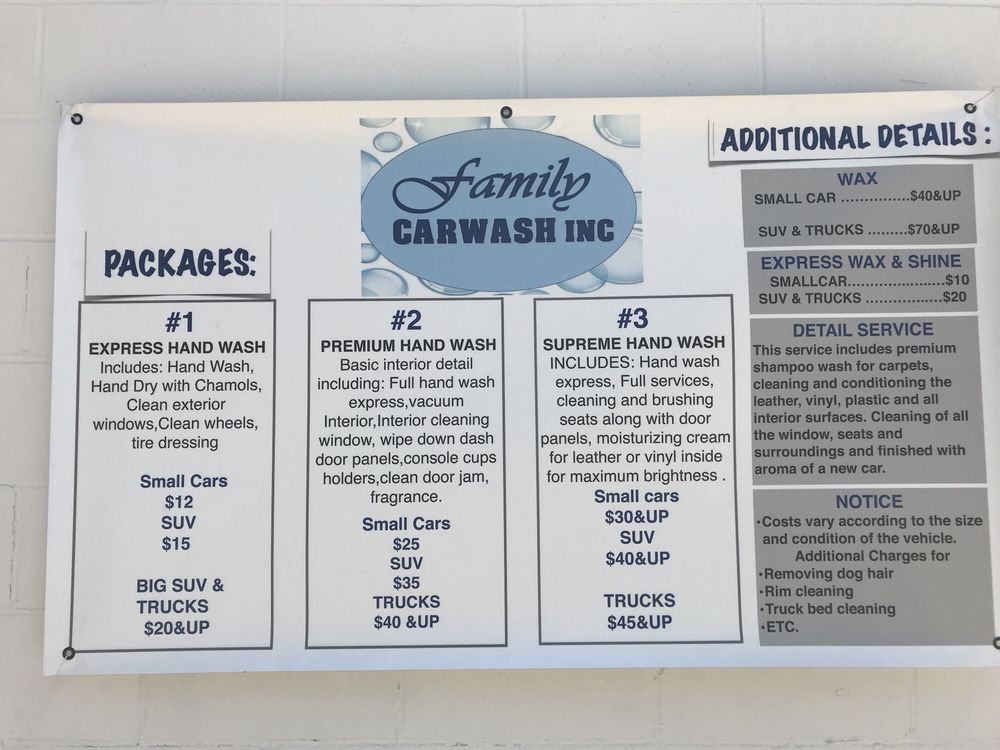 Family
CARWASH INC
PACKAGES:
#1
EXPRESS HAND WASH
Includes: Hand Wash,
Hand Dry with Chamols,
Clean exterior
windows,Clean wheels,
tire dressing
Small Cars
$12
SUV
$15
BIG SUV &
TRUCKS
$20&UP
#2
PREMIUM HAND WASH
Basic interior detail
including: Full hand wash
express,vacuum
Interior,Interior cleaning
window, wipe down dash
door panels,console cups
holders,clean door jam,
fragrance.
Small Cars
$25
SUV
$35
TRUCKS
$40 &UP
#3
SUPREME HAND WASH
INCLUDES: Hand wash
express, Full services,
cleaning and brushing
seats along with door
panels, moisturizing cream
for leather or vinyl inside
for maximum brightness .
Small cars
$30&UP
SUV
$40&UP
TRUCKS
$45&UP
ADDITIONAL DETAILS :
WAX
SMALL CAR ...............$40&UP
SUV & TRUCKS .........$70&UP
EXPRESS WAX & SHINE
SMALLCAR......................$10
SUV & TRUCKS .................$20
DETAIL SERVICE
This service includes premium
shampoo wash for carpets,
cleaning and conditioning the
leather, vinyl, plastic and all
interior surfaces. Cleaning of all
the window, seats and
surroundings and finished with
aroma of a new car.
NOTICE
·Costs vary according to the size
and condition of the vehicle.
Additional Charges for
·Removing dog hair
·Rim cleaning
·Truck bed cleaning
·ETC.